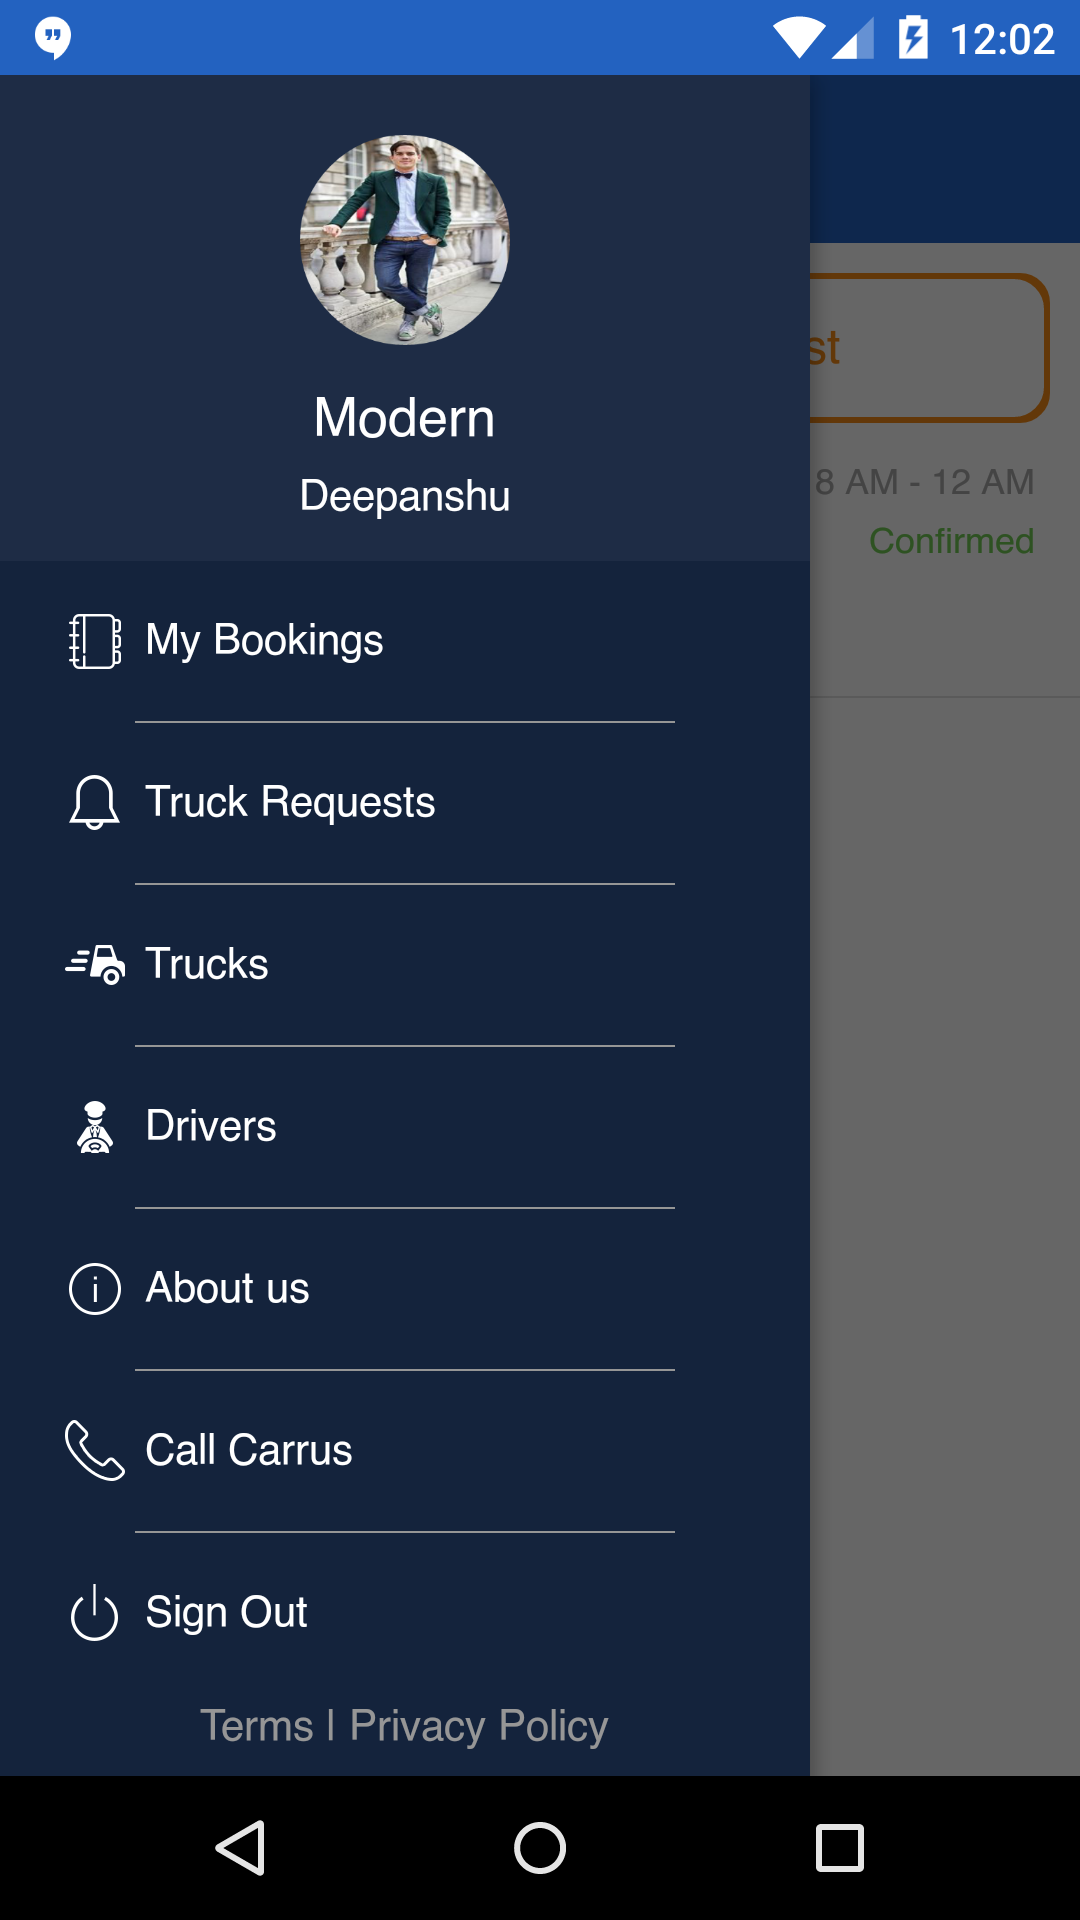 12:02
Modern
Deepanshu
st
8 AM - 12 AM
Confirmed
My Bookings
Truck Requests
Trucks
Drivers
About us
Call Carrus
Sign Out
Terms | Privacy Policy